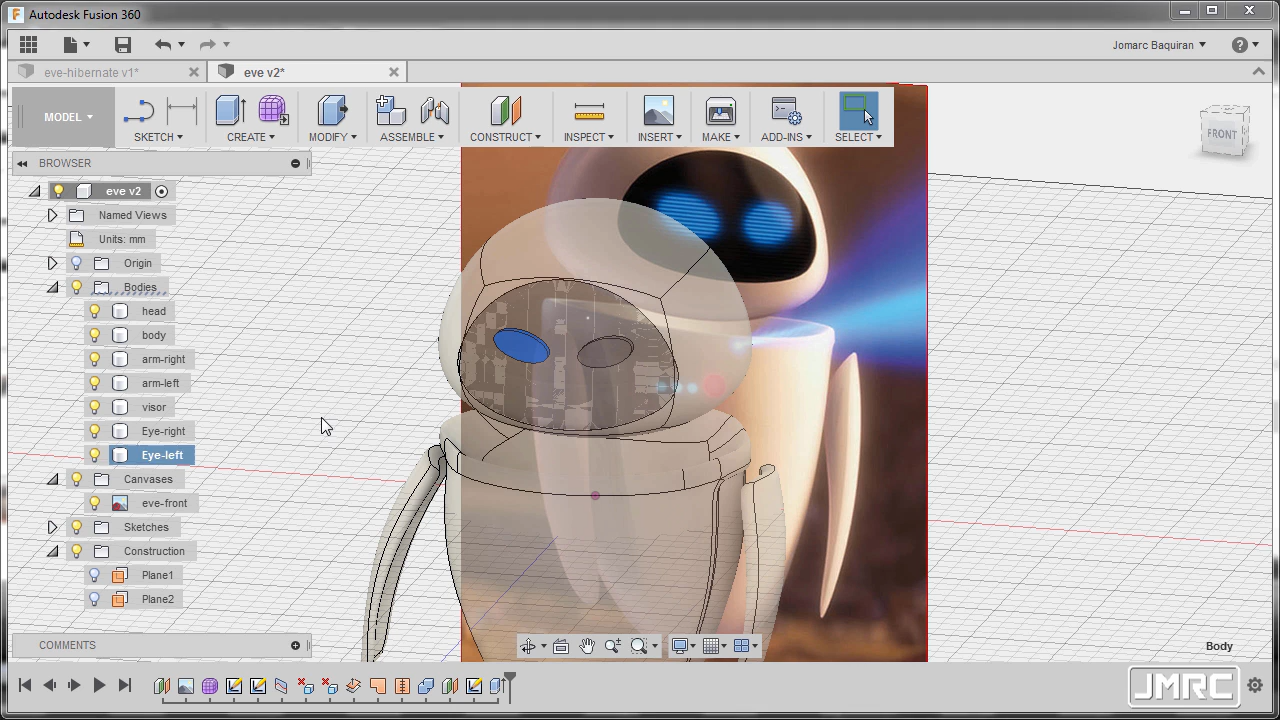 Autodesk Fusion 360
Jomarc Baquiran
eve-hibernate v1*
eve v2*
MODEL
SKETCH
CREATE
MODIFY
ASSEMBLE
CONSTRUCT
INSPECT
INSERT
MAKE
ADD-INS
SELECT
FRONT
BROWSER
eve v2
Named Views
Units: mm
Origin
Bodies
head
body
arm-right
arm-left
visor
Eye-right
Eye-left
Canvases
eve-front
Sketches
Construction
Plane1
Plane2
COMMENTS
Body
JMRC